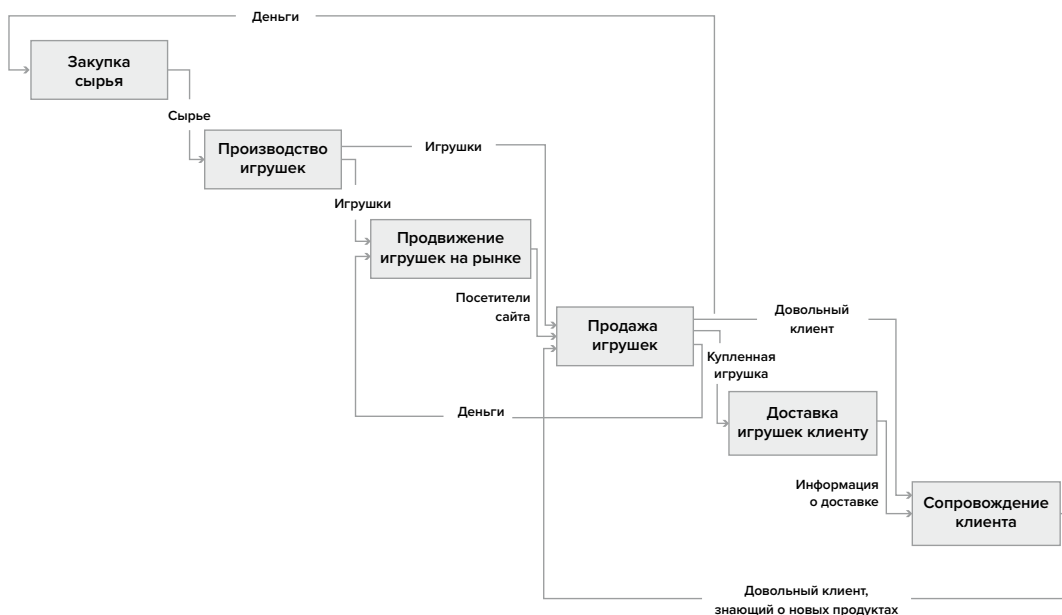 Деньги
Закупка
сырья
Сырье
Производство
игрушек
Игрушки
Игрушки
Продвижение
игрушек на рынке
Посетители
сайта
Продажа
игрушек
Довольный
клиент
Купленная
игрушка
Деньги
Доставка
игрушек клиенту
Информация
о доставке
Сопровождение
клиента
Довольный клиент,
знающий о новых продуктах